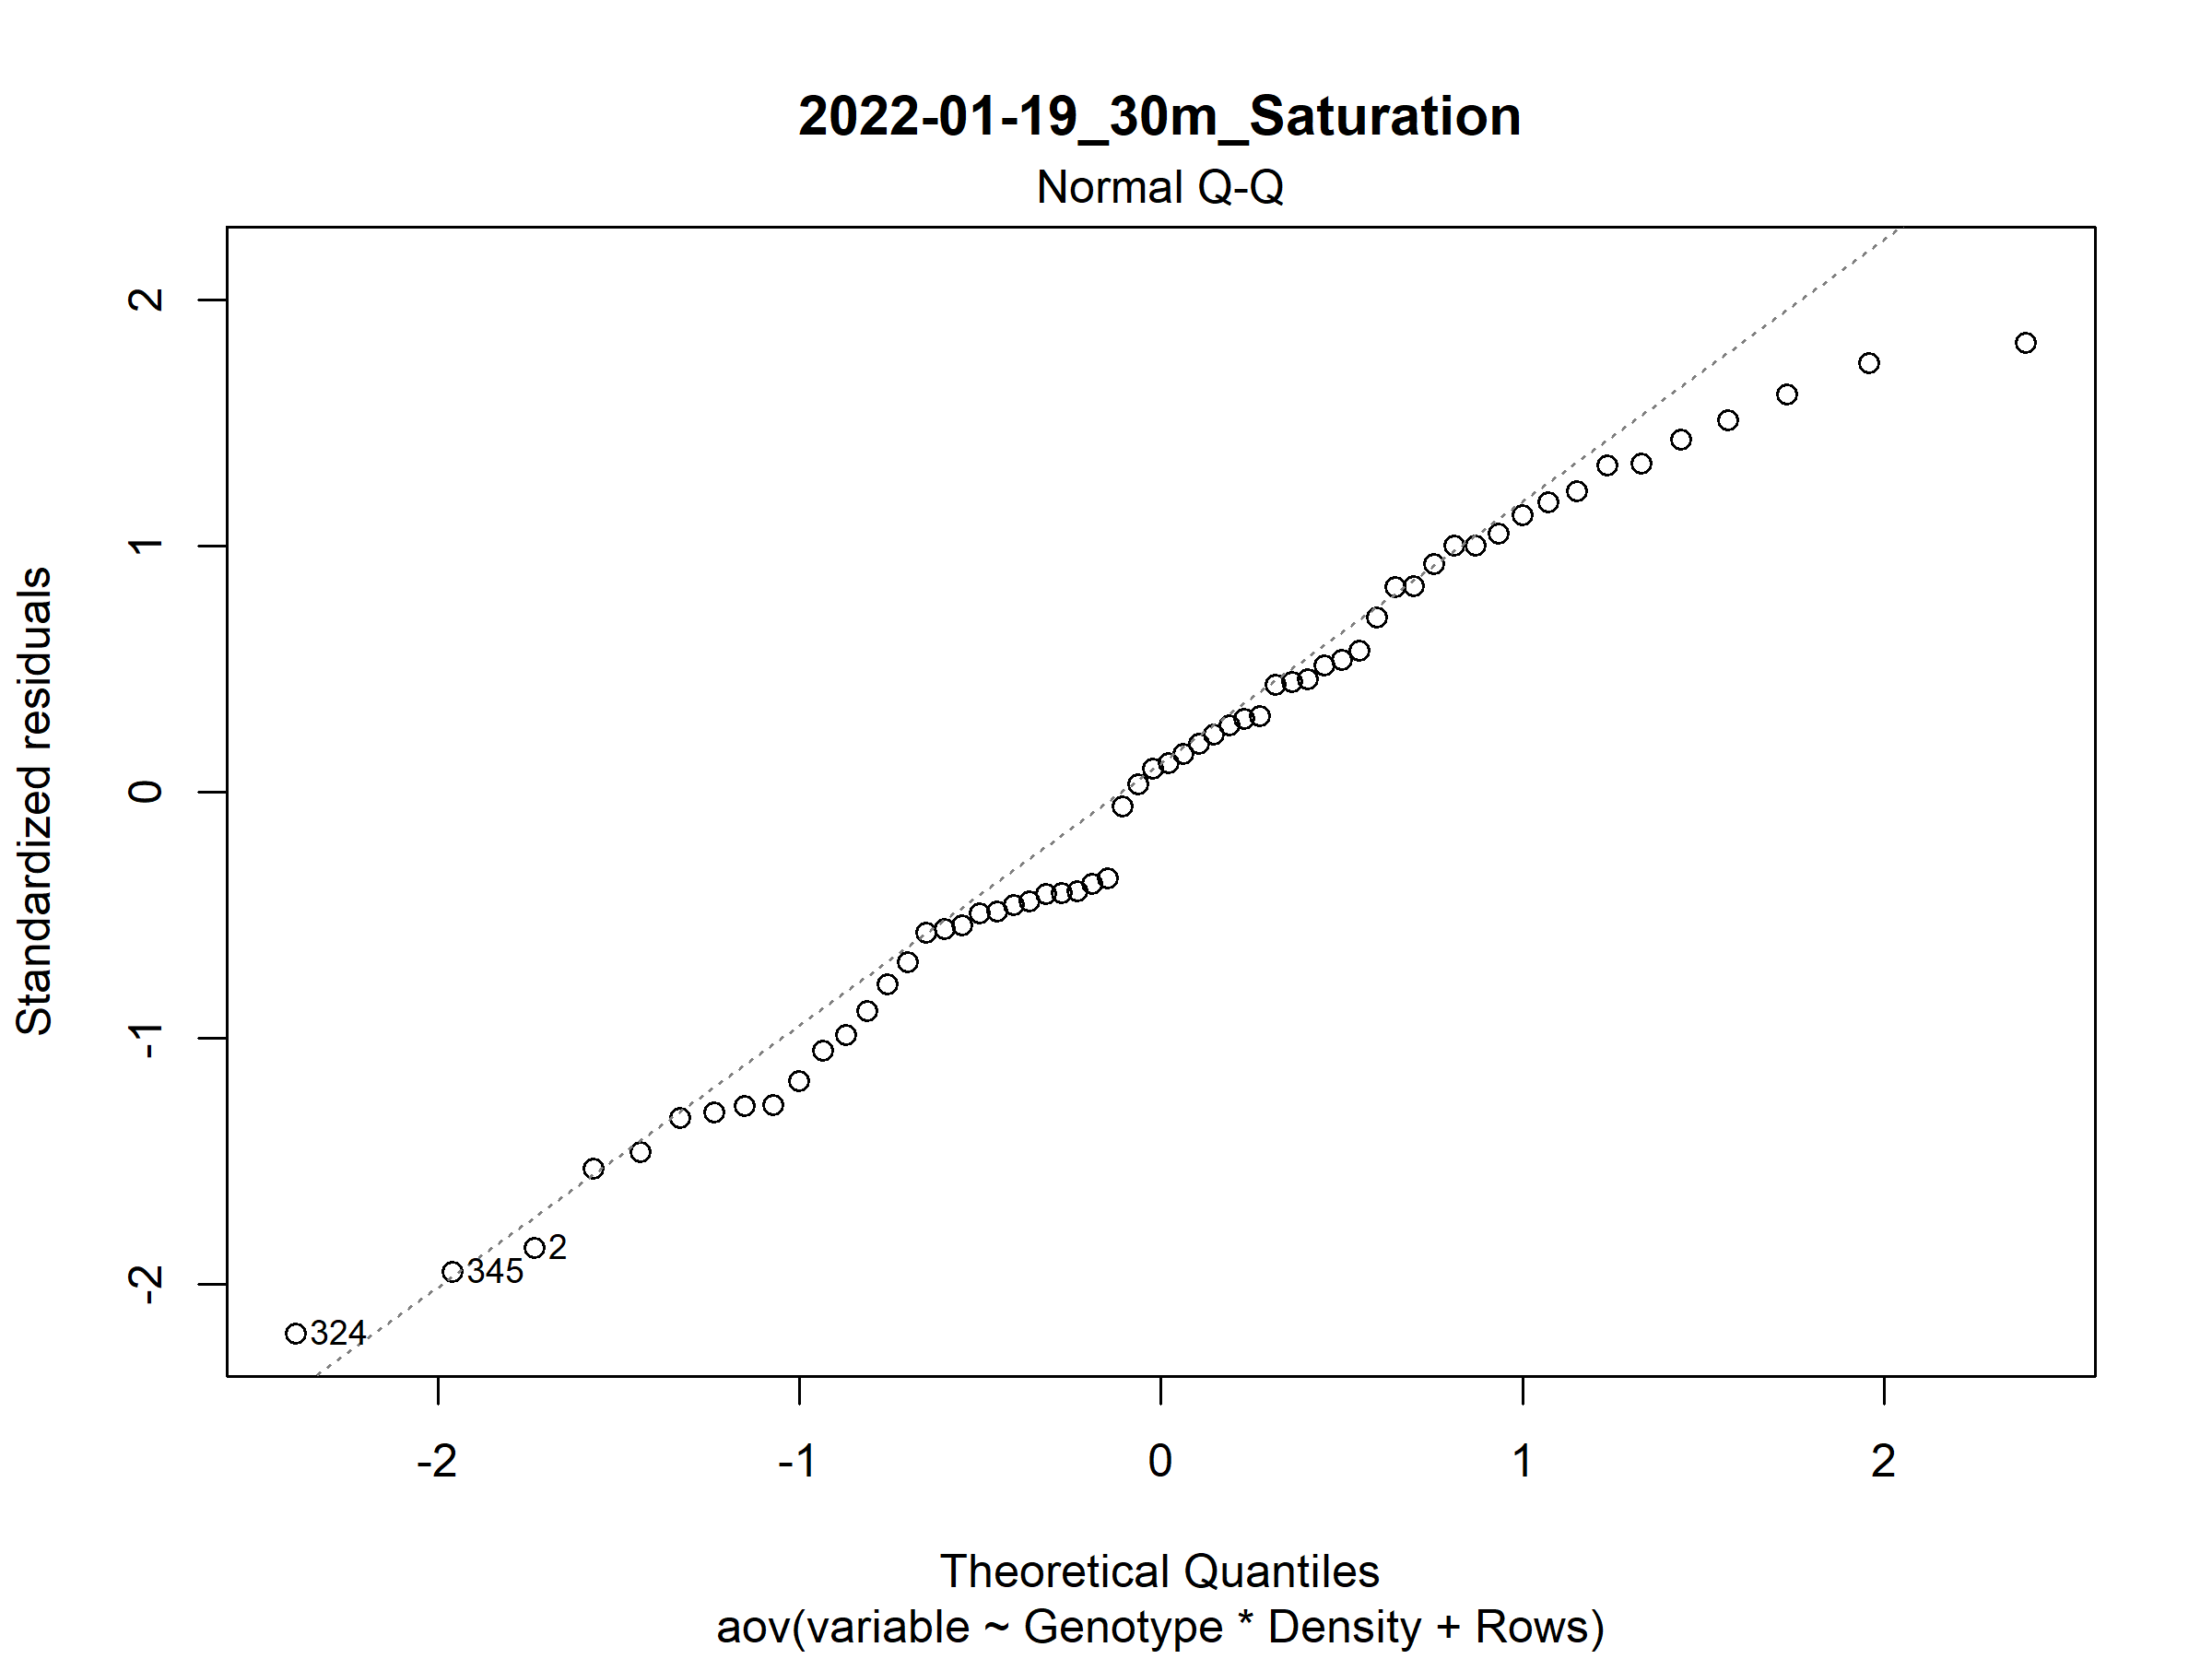 2022-01-19_30m_Saturation
Normal Q-Q
Standardized residuals
2
1
0
-1
-2
2
345
324
-2
-1
0
1
2
Theoretical Quantiles
aov(variable ~ Genotype * Density + Rows)